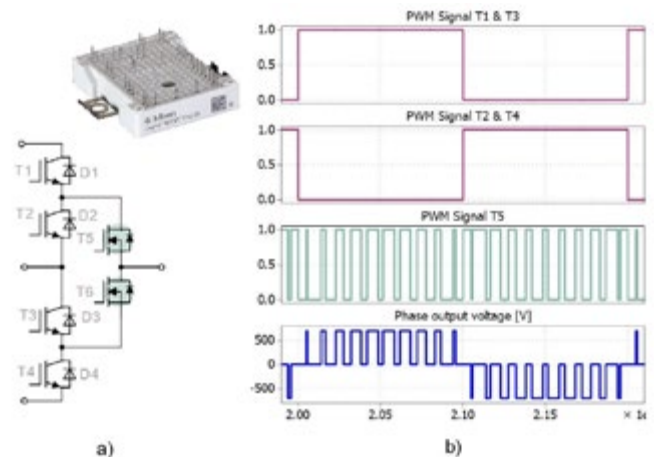 PWM Signal T1 & T3
1.0
0.5
0.0
PWM Signal T2 & T4
1.0
0.5
0.0
PWM Signal T5
1.0
0.5
0.0
Phase output voltage [V]
500
0
-500
2.00 2.05 2.10 2.15
T1 D1
T2 D2
T5
T6
T3 D3
T4 D4
a) b)